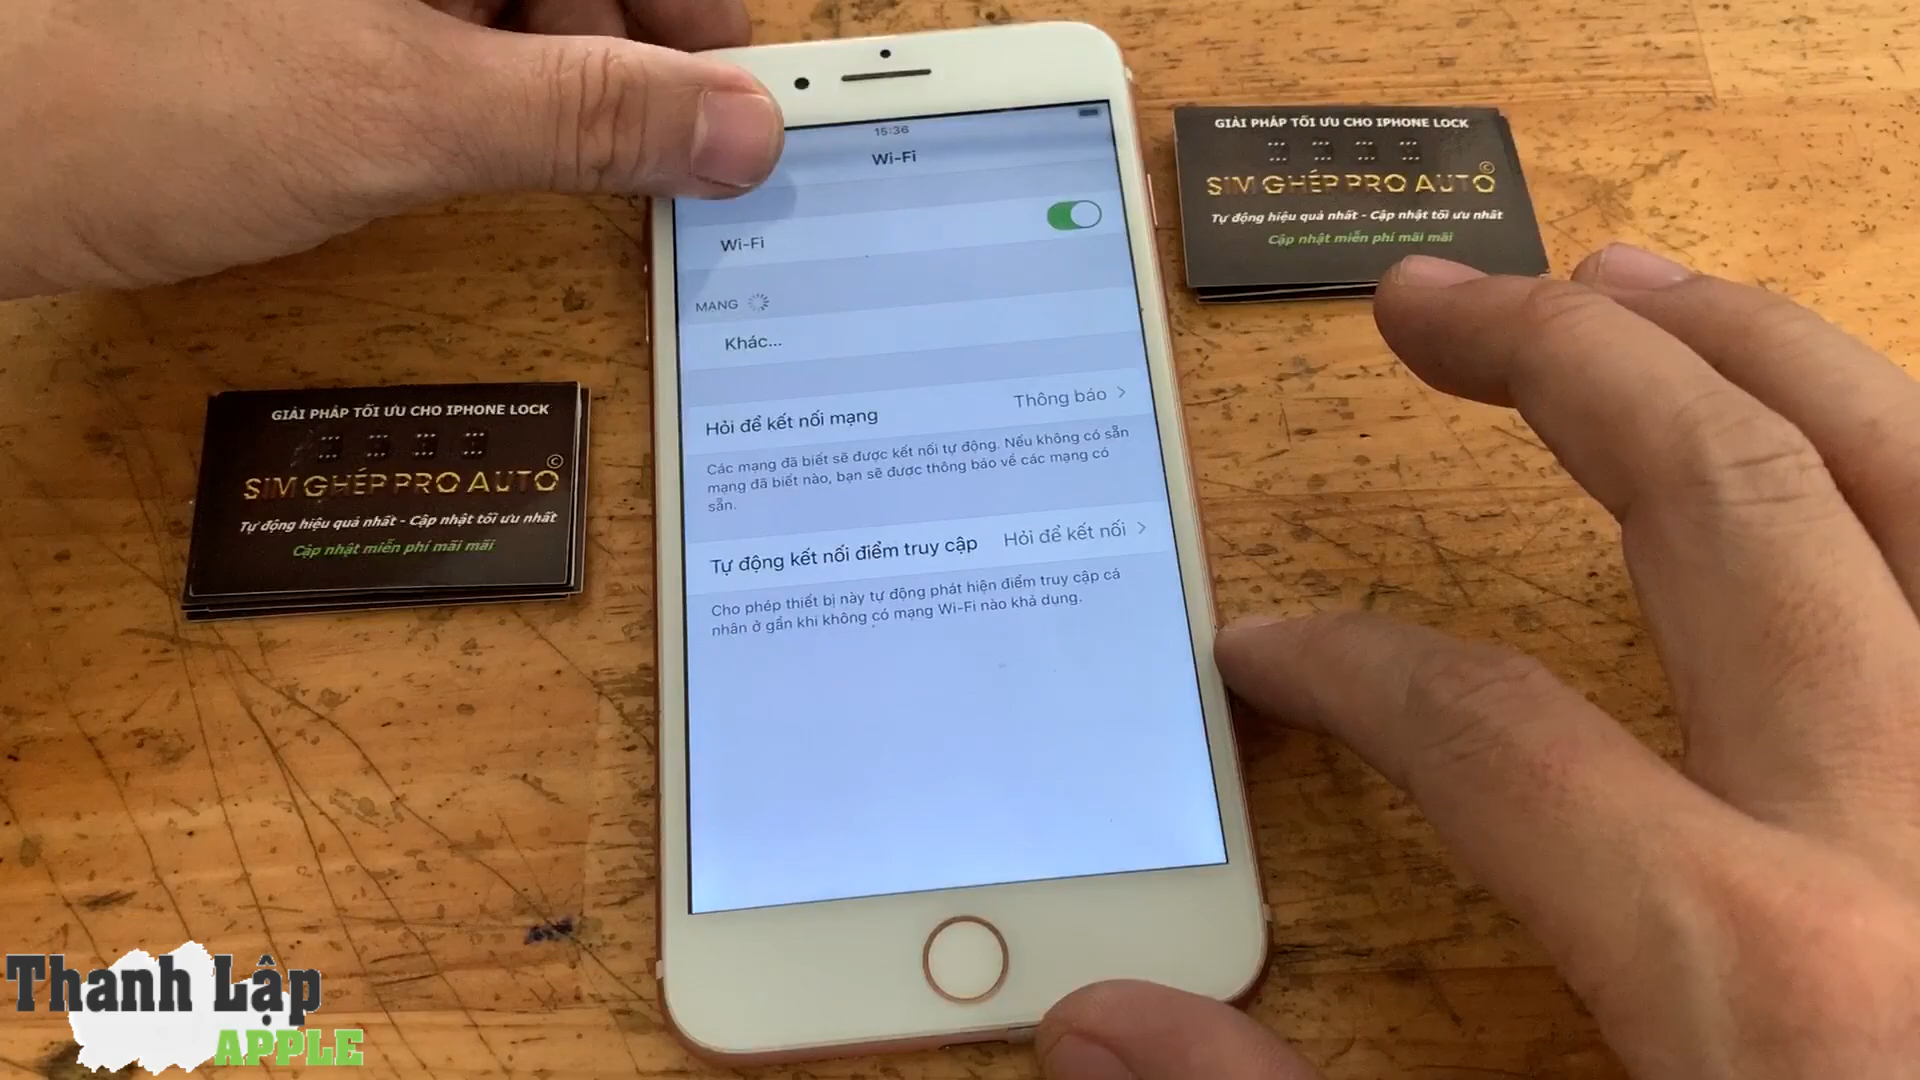 15:36
Wi-Fi
Wi-Fi
MẠNG
Khác...
Hỏi để kết nối mạng
Thông báo
Các mạng đã biết sẽ được kết nối tự động. Nếu không có sẵn
mạng đã biết nào, bạn sẽ được thông báo về các mạng có
sẵn.
Tự động kết nối điểm truy cập
Hỏi để kết nối
Cho phép thiết bị này tự động phát hiện điểm truy cập cá
nhân ở gần khi không có mạng Wi-Fi nào khả dụng.
GIẢI PHÁP TỐI ƯU CHO IPHONE LOCK
SIM GHÉP PRO AUTO ©
Tự động hiệu quả nhất - Cập nhật tối ưu nhất
Cập nhật miễn phí mãi mãi
GIẢI PHÁP TỐI ƯU CHO IPHONE LOCK
SIM GHÉP PRO AUTO ©
Tự động hiệu quả nhất - Cập nhật tối ưu nhất
Cập nhật miễn phí mãi mãi
Thanh Lập
APPLE